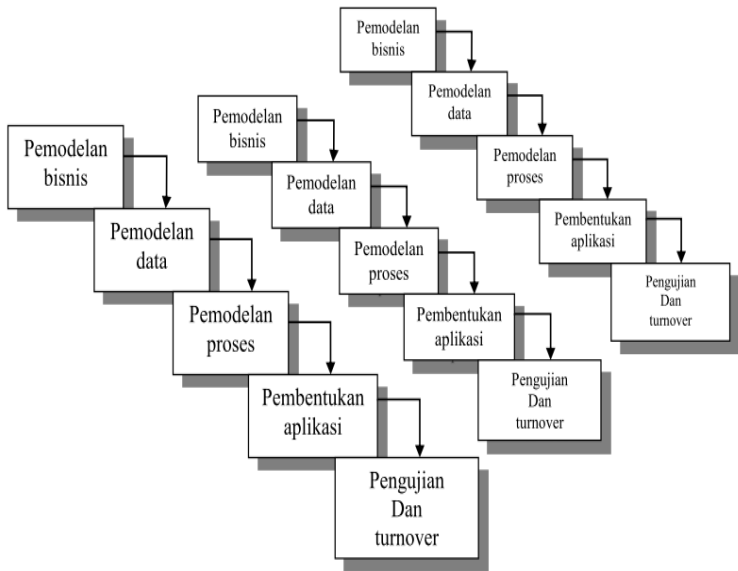 Pemodelan
bisnis
Pemodelan
data
Pemodelan
proses
Pembentukan
aplikasi
Pengujian
Dan
turnover
Pemodelan
bisnis
Pemodelan
data
Pemodelan
proses
Pembentukan
aplikasi
Pengujian
Dan
turnover
Pemodelan
bisnis
Pemodelan
data
Pemodelan
proses
Pembentukan
aplikasi
Pengujian
Dan
turnover